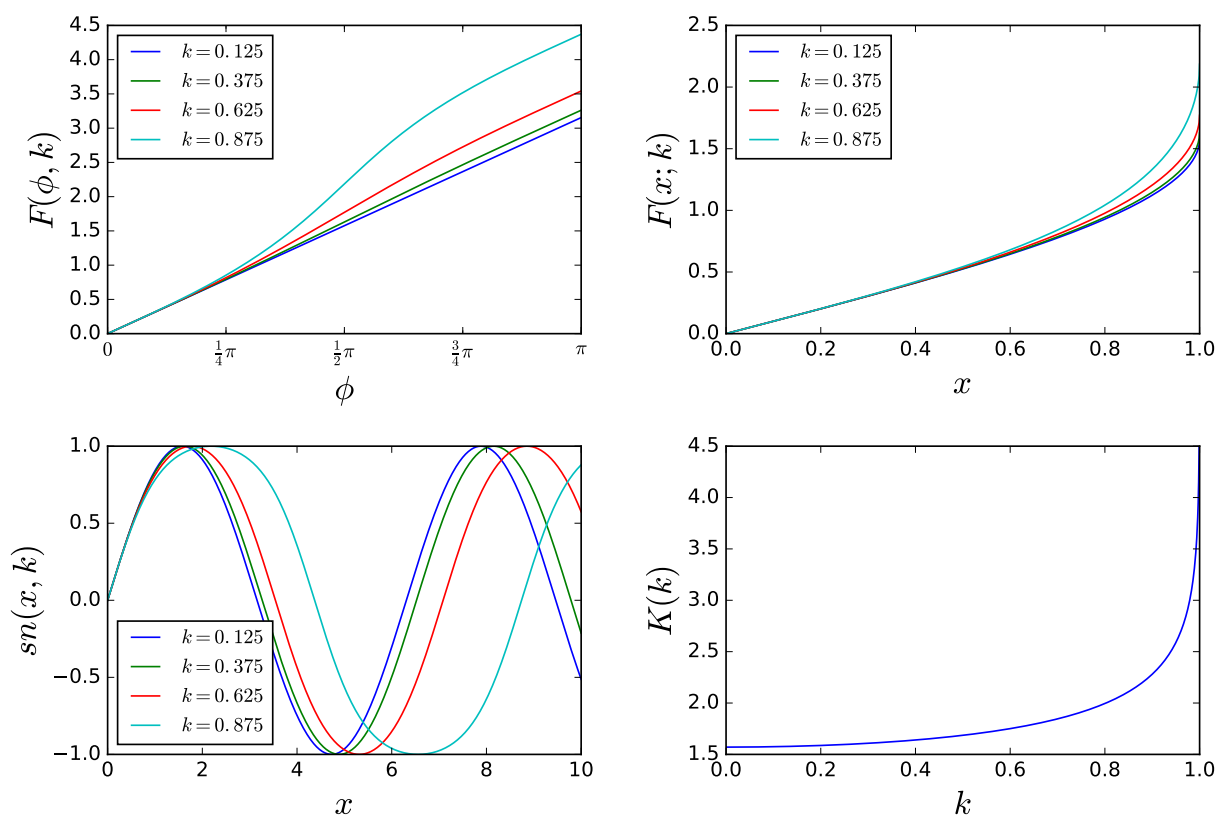 F(ϕ, k)
4.5
4.0
3.5
3.0
2.5
2.0
1.5
1.0
0.5
0.0
k = 0.125
k = 0.375
k = 0.625
k = 0.875
0 1/4 π 1/2 π 3/4 π π
ϕ
F(x; k)
2.5
2.0
1.5
1.0
0.5
0.0
k = 0.125
k = 0.375
k = 0.625
k = 0.875
0.0 0.2 0.4 0.6 0.8 1.0
x
sn(x, k)
1.0
0.5
0.0
−0.5
−1.0
k = 0.125
k = 0.375
k = 0.625
k = 0.875
0 2 4 6 8 10
x
K(k)
4.5
4.0
3.5
3.0
2.5
2.0
1.5
0.0 0.2 0.4 0.6 0.8 1.0
k